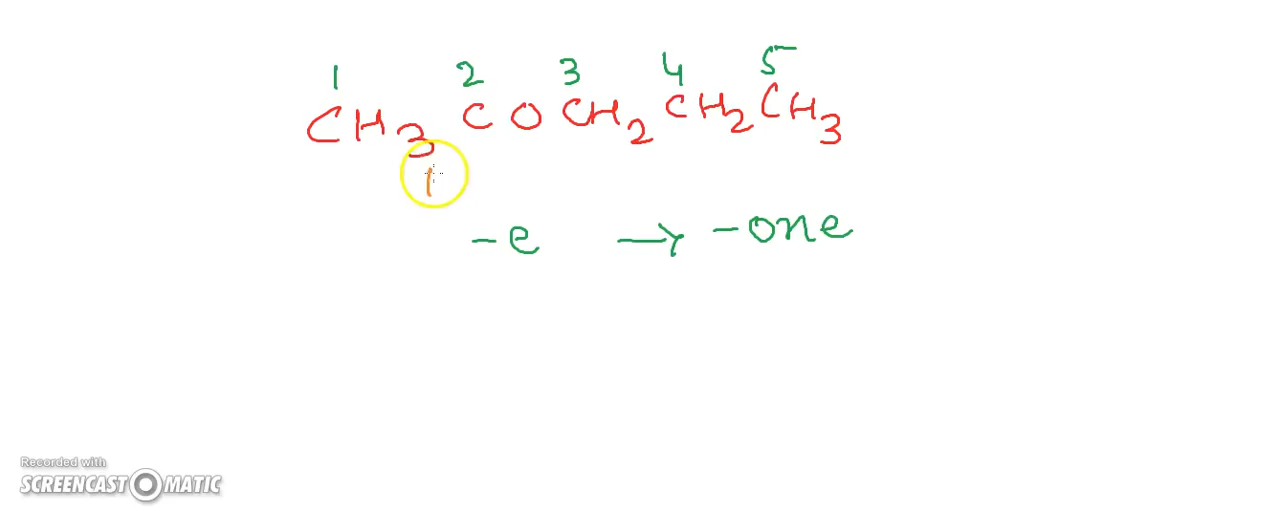 1 2 3 4 5
CH3 CO CH2 CH2 CH3
-e → -one
Recorded with
SCREENCAST O MATIC